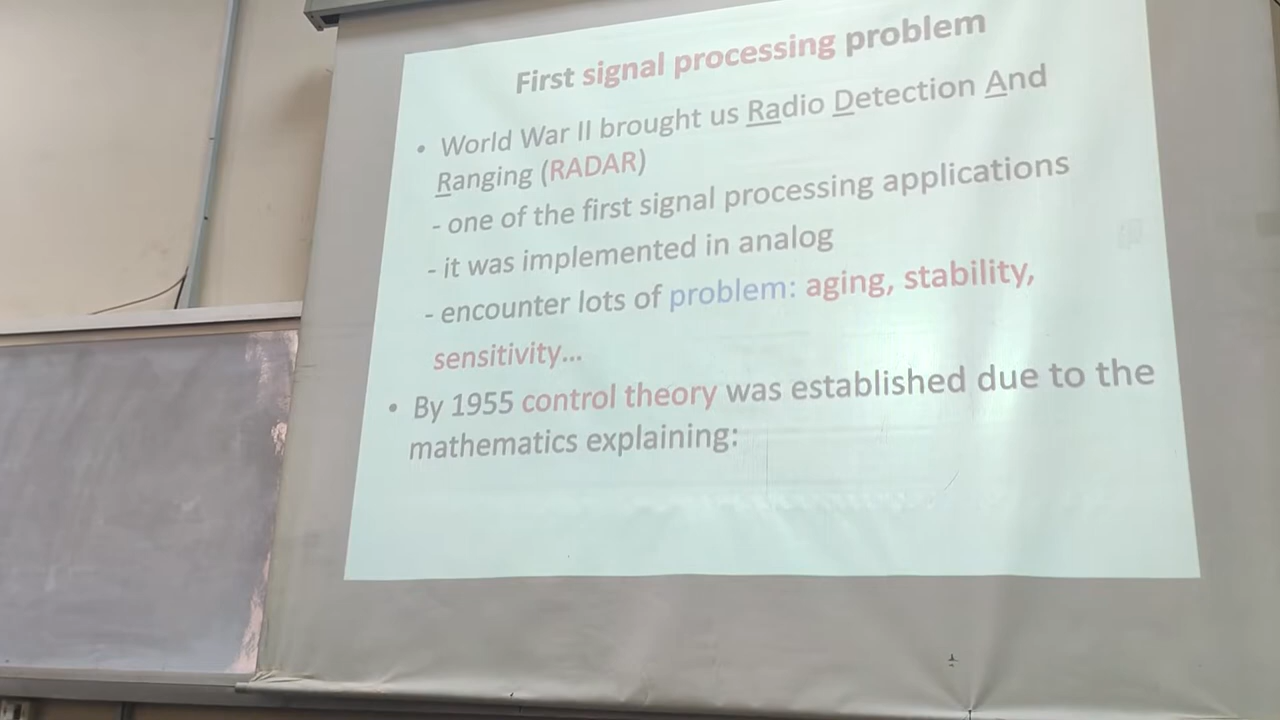 First signal processing problem
• World War II brought us Radio Detection And
Ranging (RADAR)
- one of the first signal processing applications
- it was implemented in analog
- encounter lots of problem: aging, stability,
sensitivity...
• By 1955 control theory was established due to the
mathematics explaining: